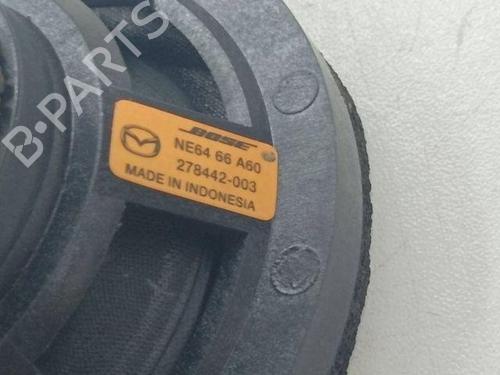 B-PARTS
BOSE
NE64 66 A60
278442-003
MADE IN INDONESIA